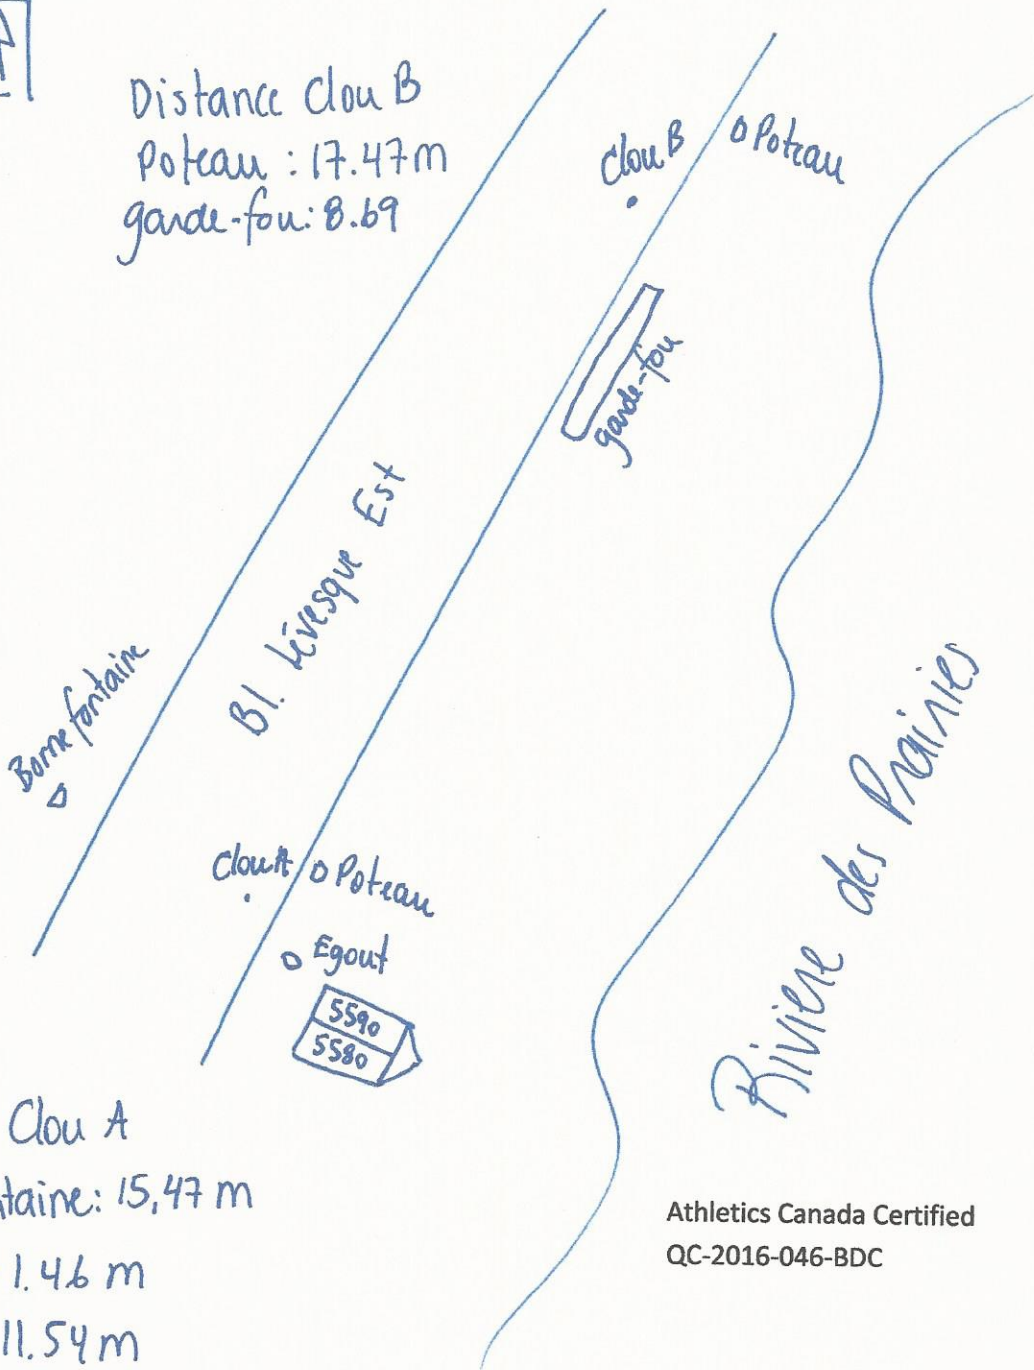 Distance Clou B
Poteau : 17.47m
garde-fou: 8.69
Clou B
Poteau
garde-fou
Bl. Lévesque Est
Borne fontaine
Clou A
Poteau
Egout
5590
5580
Rivière des Prairies
Clou A
taine: 15,47 m
1.46 m
11.54 m
Athletics Canada Certified
QC-2016-046-BDC